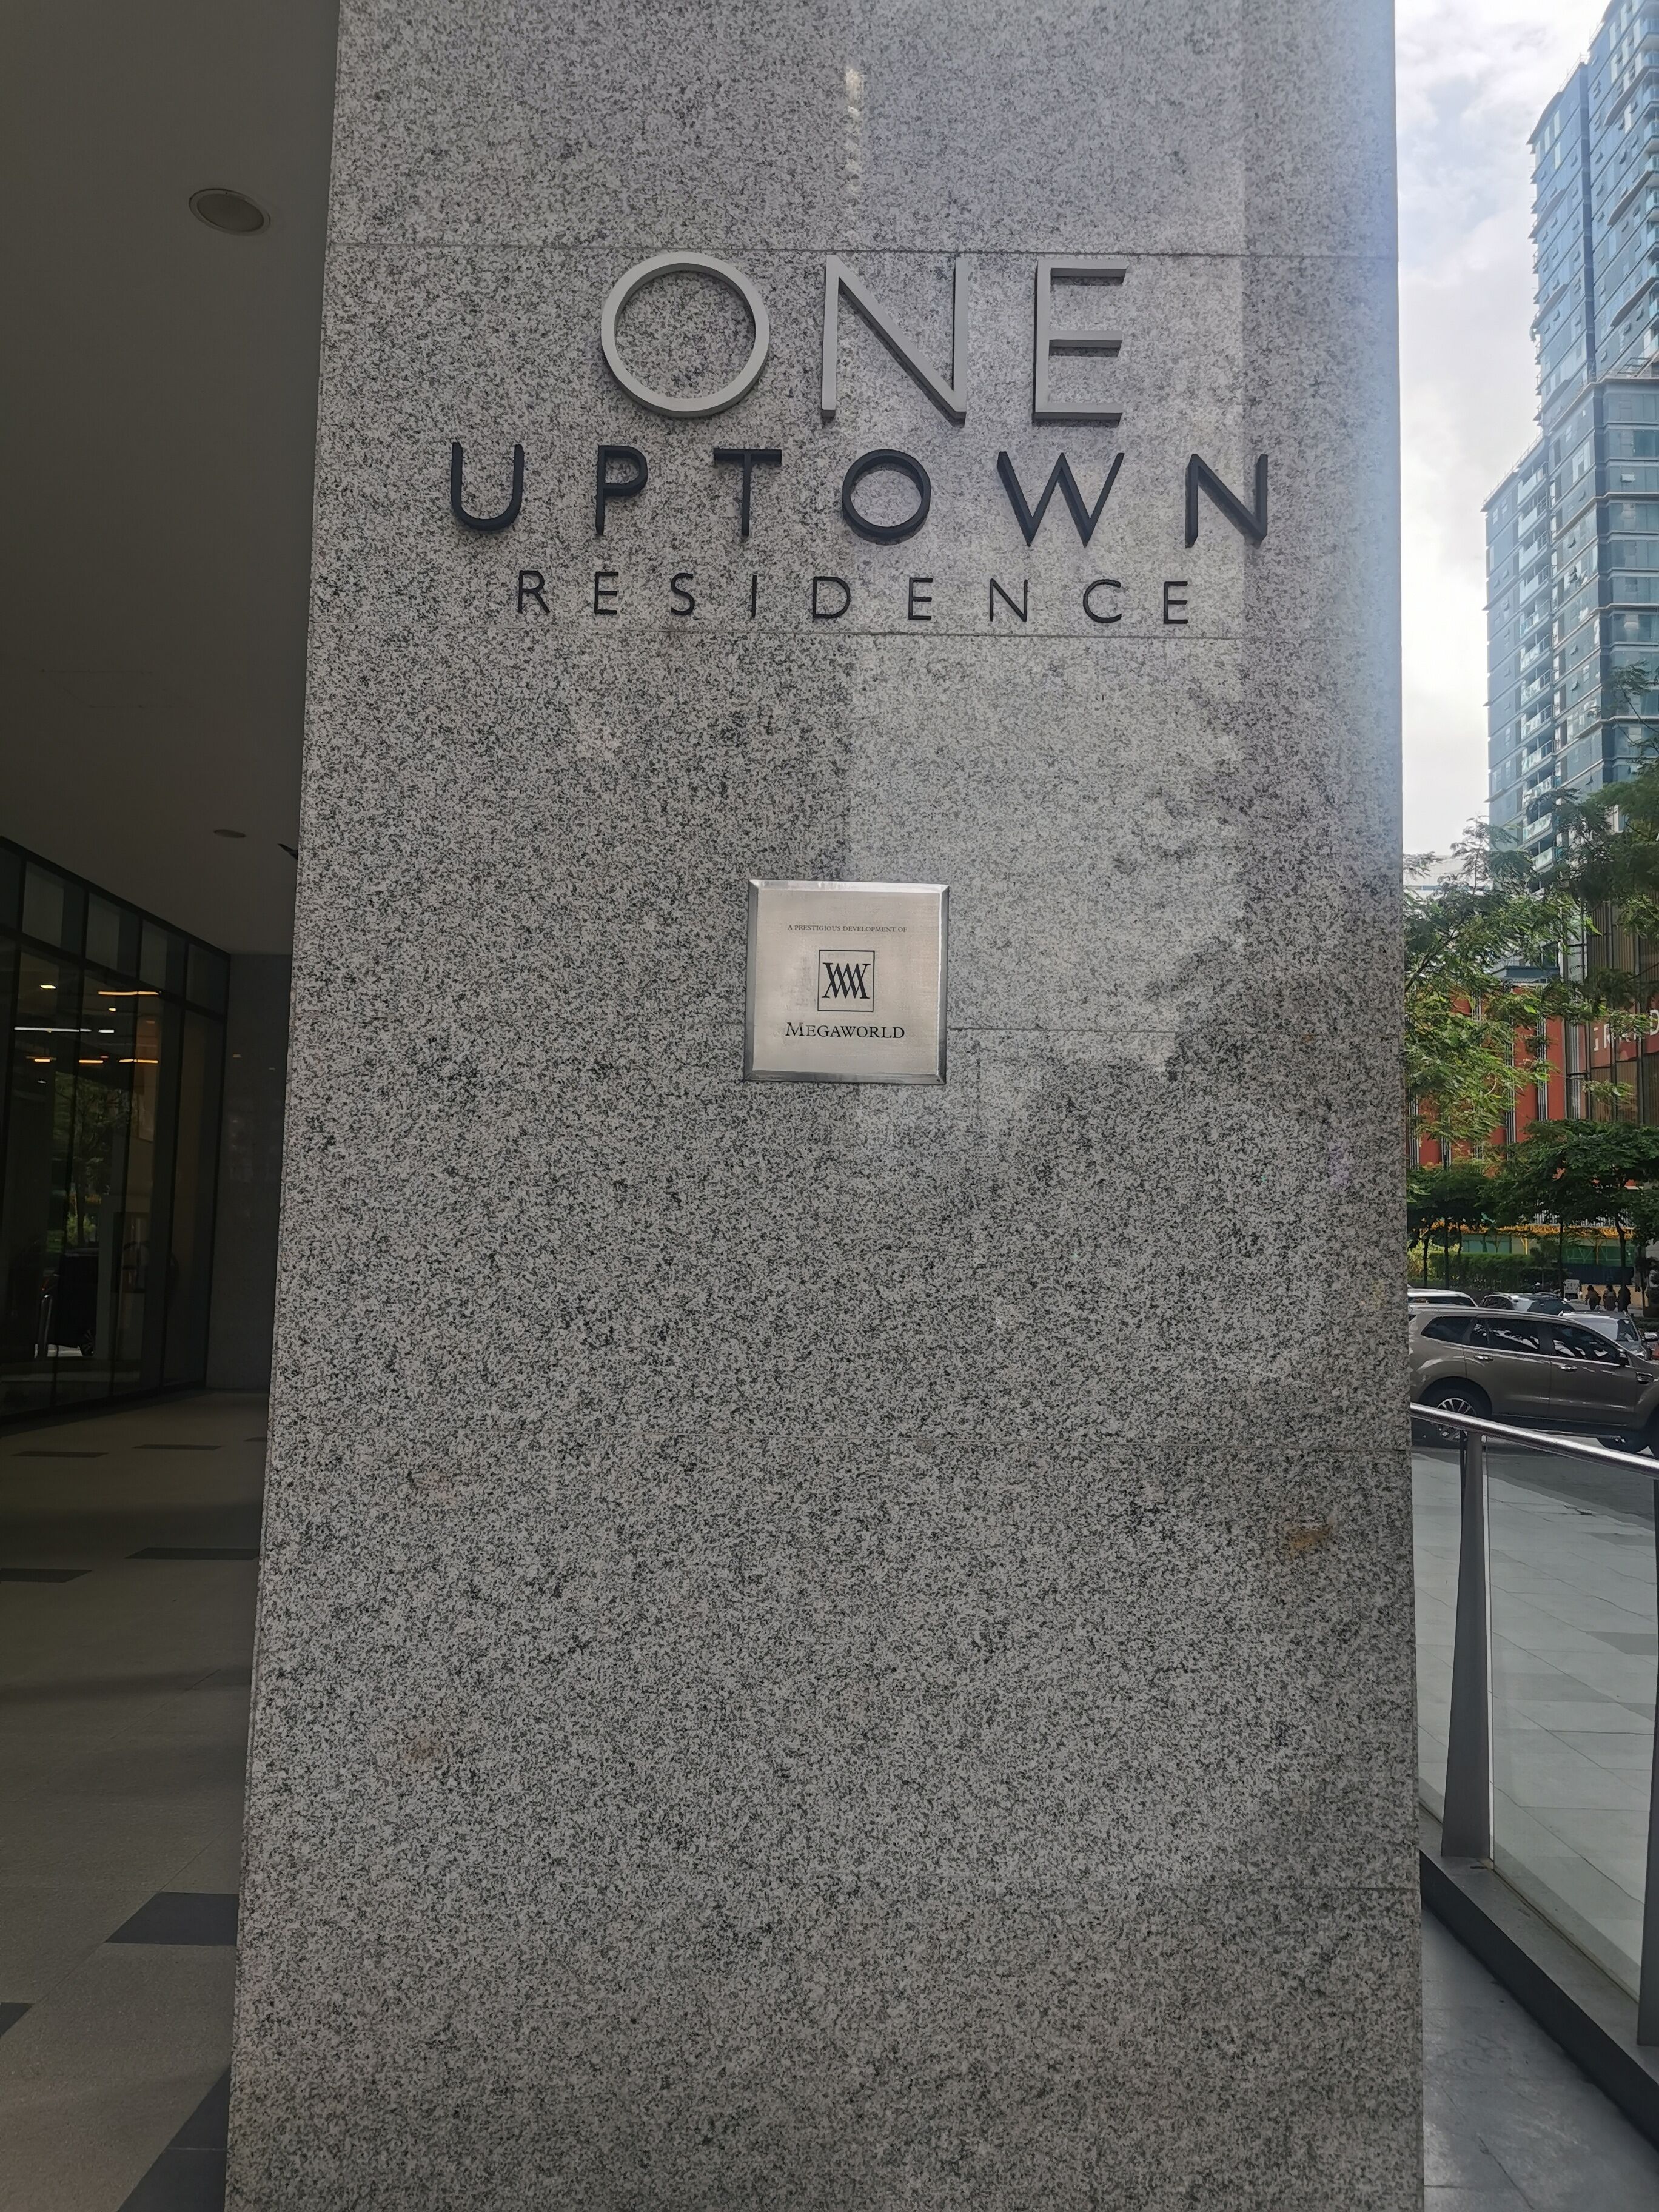 ONE
UPTOWN
RESIDENCE
A PRESTIGIOUS DEVELOPMENT OF
MEGAWORLD